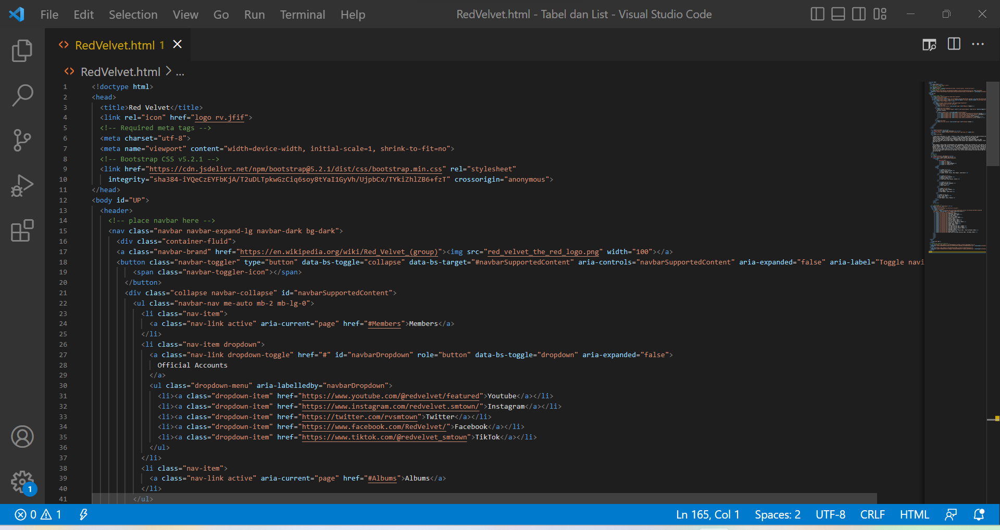 File Edit Selection View Go Run Terminal Help RedVelvet.html - Tabel dan List - Visual Studio Code
RedVelvet.html 1
RedVelvet.html > ...
1 <!doctype html>
2 <head>
3 <title>Red Velvet</title>
4 <link rel="icon" href="logo rv.jfif">
5 <!-- Required meta tags -->
6 <meta charset="utf-8">
7 <meta name="viewport" content="width=device-width, initial-scale=1, shrink-to-fit=no">
8 <!-- Bootstrap CSS v5.2.1 -->
9 <link href="https://cdn.jsdelivr.net/npm/bootstrap@5.2.1/dist/css/bootstrap.min.css" rel="stylesheet"
10 integrity="sha384-iYQeCzEYFbKjA/T2uDLTpkwGzCiq6soy8tYaI1GyVh/UjpbCx/TYkiZhlZB6+fzT" crossorigin="anonymous">
11 </head>
12 <body id="UP">
13 <header>
14 <!-- place navbar here -->
15 <nav class="navbar navbar-expand-lg navbar-dark bg-dark">
16 <div class="container-fluid">
17 <a class="navbar-brand" href="https://en.wikipedia.org/wiki/Red_Velvet_(group)"><img src="red_velvet_the_red_logo.png" width="100"></a>
18 <button class="navbar-toggler" type="button" data-bs-toggle="collapse" data-bs-target="#navbarSupportedContent" aria-controls="navbarSupportedContent" aria-expanded="false" aria-label="Toggle navi
19 <span class="navbar-toggler-icon"></span>
20 </button>
21 <div class="collapse navbar-collapse" id="navbarSupportedContent">
22 <ul class="navbar-nav me-auto mb-2 mb-lg-0">
23 <li class="nav-item">
24 <a class="nav-link active" aria-current="page" href="#Members">Members</a>
25 </li>
26 <li class="nav-item dropdown">
27 <a class="nav-link dropdown-toggle" href="#" id="navbarDropdown" role="button" data-bs-toggle="dropdown" aria-expanded="false">
28 Official Accounts
29 </a>
30 <ul class="dropdown-menu" aria-labelledby="navbarDropdown">
31 <li><a class="dropdown-item" href="https://www.youtube.com/@redvelvet/featured">Youtube</a></li>
32 <li><a class="dropdown-item" href="https://www.instagram.com/redvelvet.smtown/">Instagram</a></li>
33 <li><a class="dropdown-item" href="https://twitter.com/rvsmtown">Twitter</a></li>
34 <li><a class="dropdown-item" href="https://www.facebook.com/RedVelvet/">Facebook</a></li>
35 <li><a class="dropdown-item" href="https://www.tiktok.com/@redvelvet_smtown">TikTok</a></li>
36 </ul>
37 </li>
38 <li class="nav-item">
39 <a class="nav-link active" aria-current="page" href="#Albums">Albums</a>
40 </li>
41 </ul>
1
0 1 Ln 165, Col 1 Spaces: 2 UTF-8 CRLF HTML